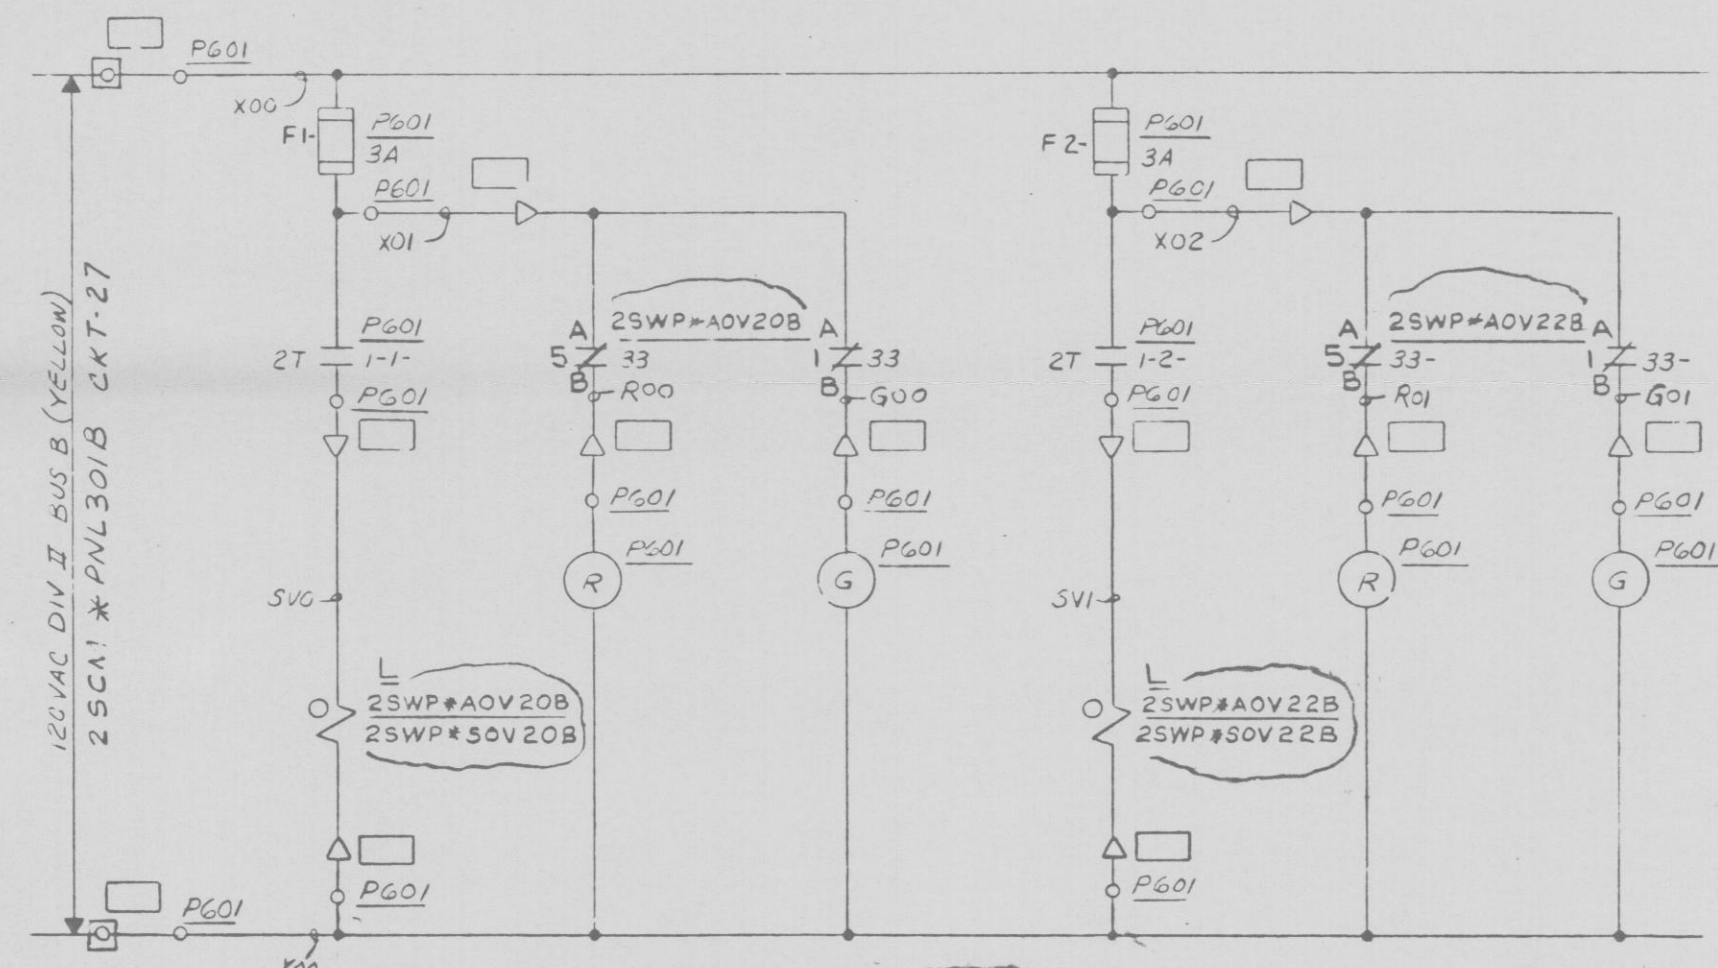 P601
X00
F1-
P601
3A
P601
X01
2T
P601
1-1-
P601
2SWP*AOV20B
A
5
33
B
R00
A
1
33
B
G00
P601
P601
P601
P601
R
G
SV0
L
2SWP*AOV20B
2SWP*SOV20B
P601
F2-
P601
3A
P601
X02
2T
P601
1-2-
P601
2SWP*AOV22B
A
5
33-
B
R01
A
1
33-
B
G01
P601
P601
P601
P601
R
G
SV1
L
2SWP*AOV22B
2SWP*SOV22B
P601
120VAC DIV II BUS B (YELLOW)
2SCA1*PNL301B CKT-27
P601